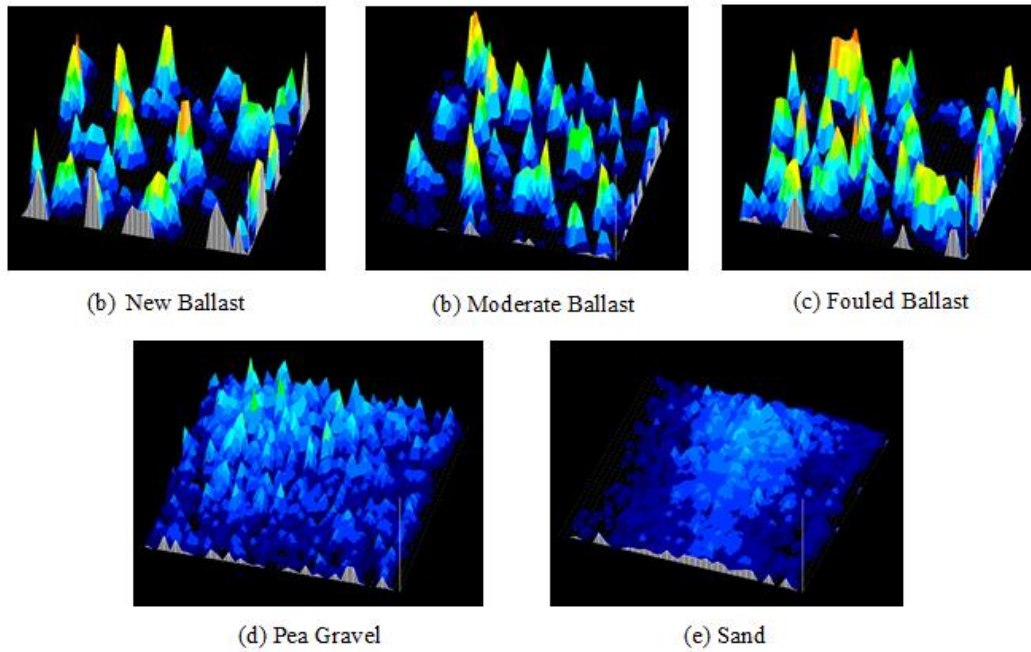 (b) New Ballast
(b) Moderate Ballast
(c) Fouled Ballast
(d) Pea Gravel
(e) Sand